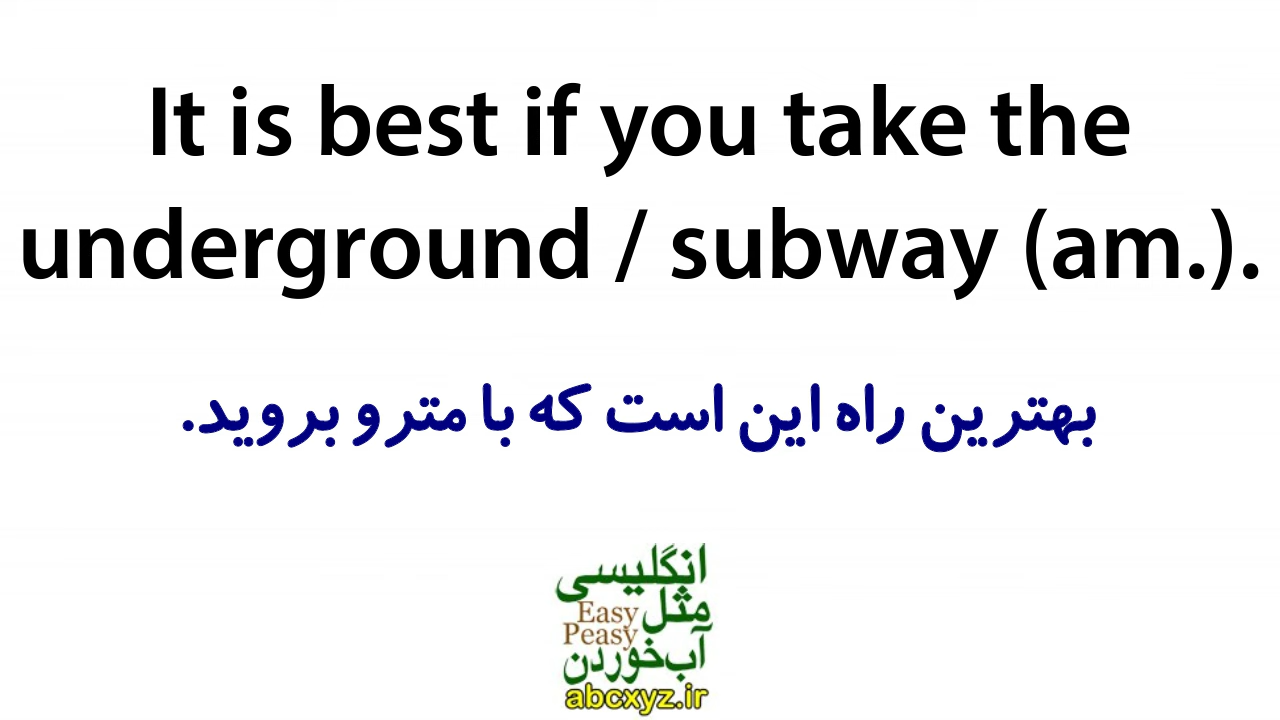 It is best if you take the
underground / subway (am.).
بهترین راه این است که با مترو بروید.
انگلیسی
مثل
Easy
Peasy
آب‌خوردن
abcxyz.ir